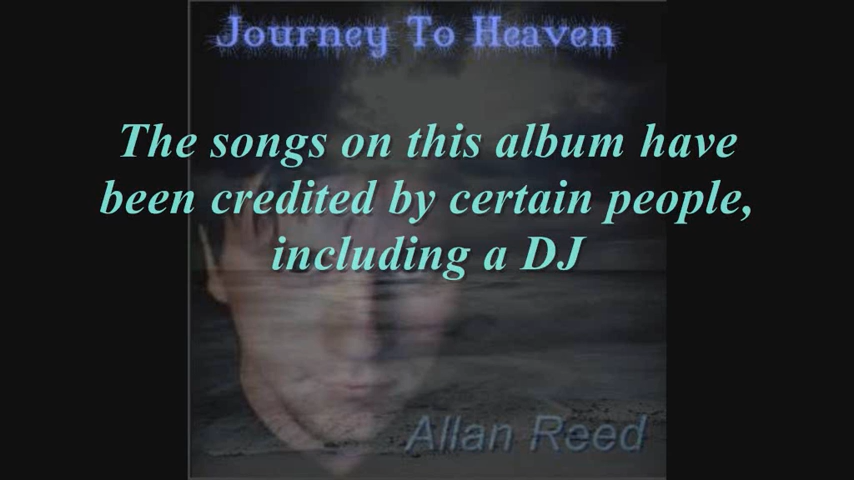 Journey To Heaven
The songs on this album have
been credited by certain people,
including a DJ
Allan Reed